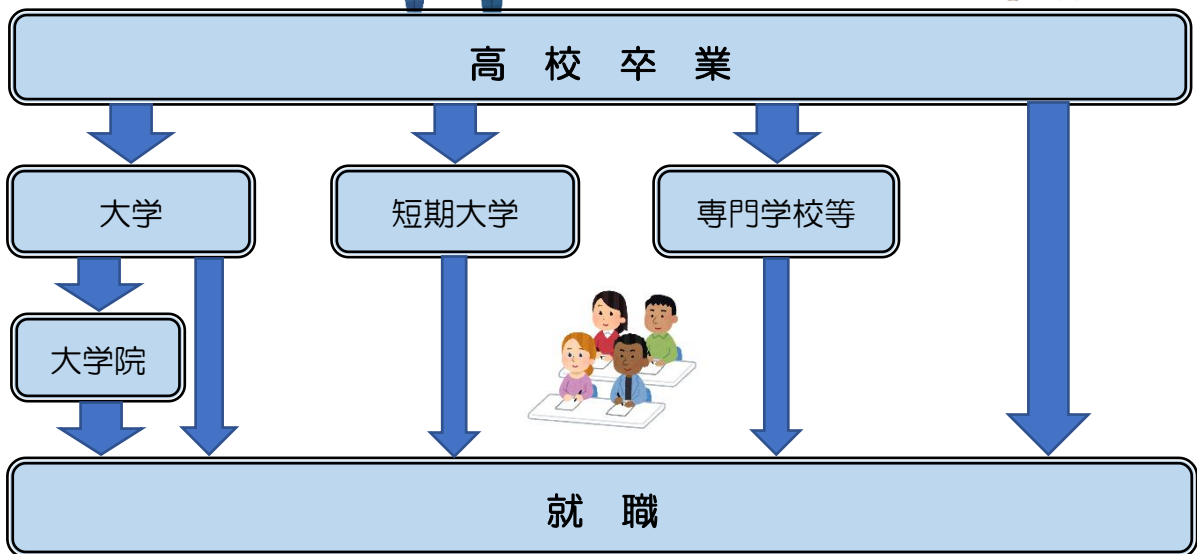 高 校 卒 業
大学
短期大学
専門学校等
大学院
就 職